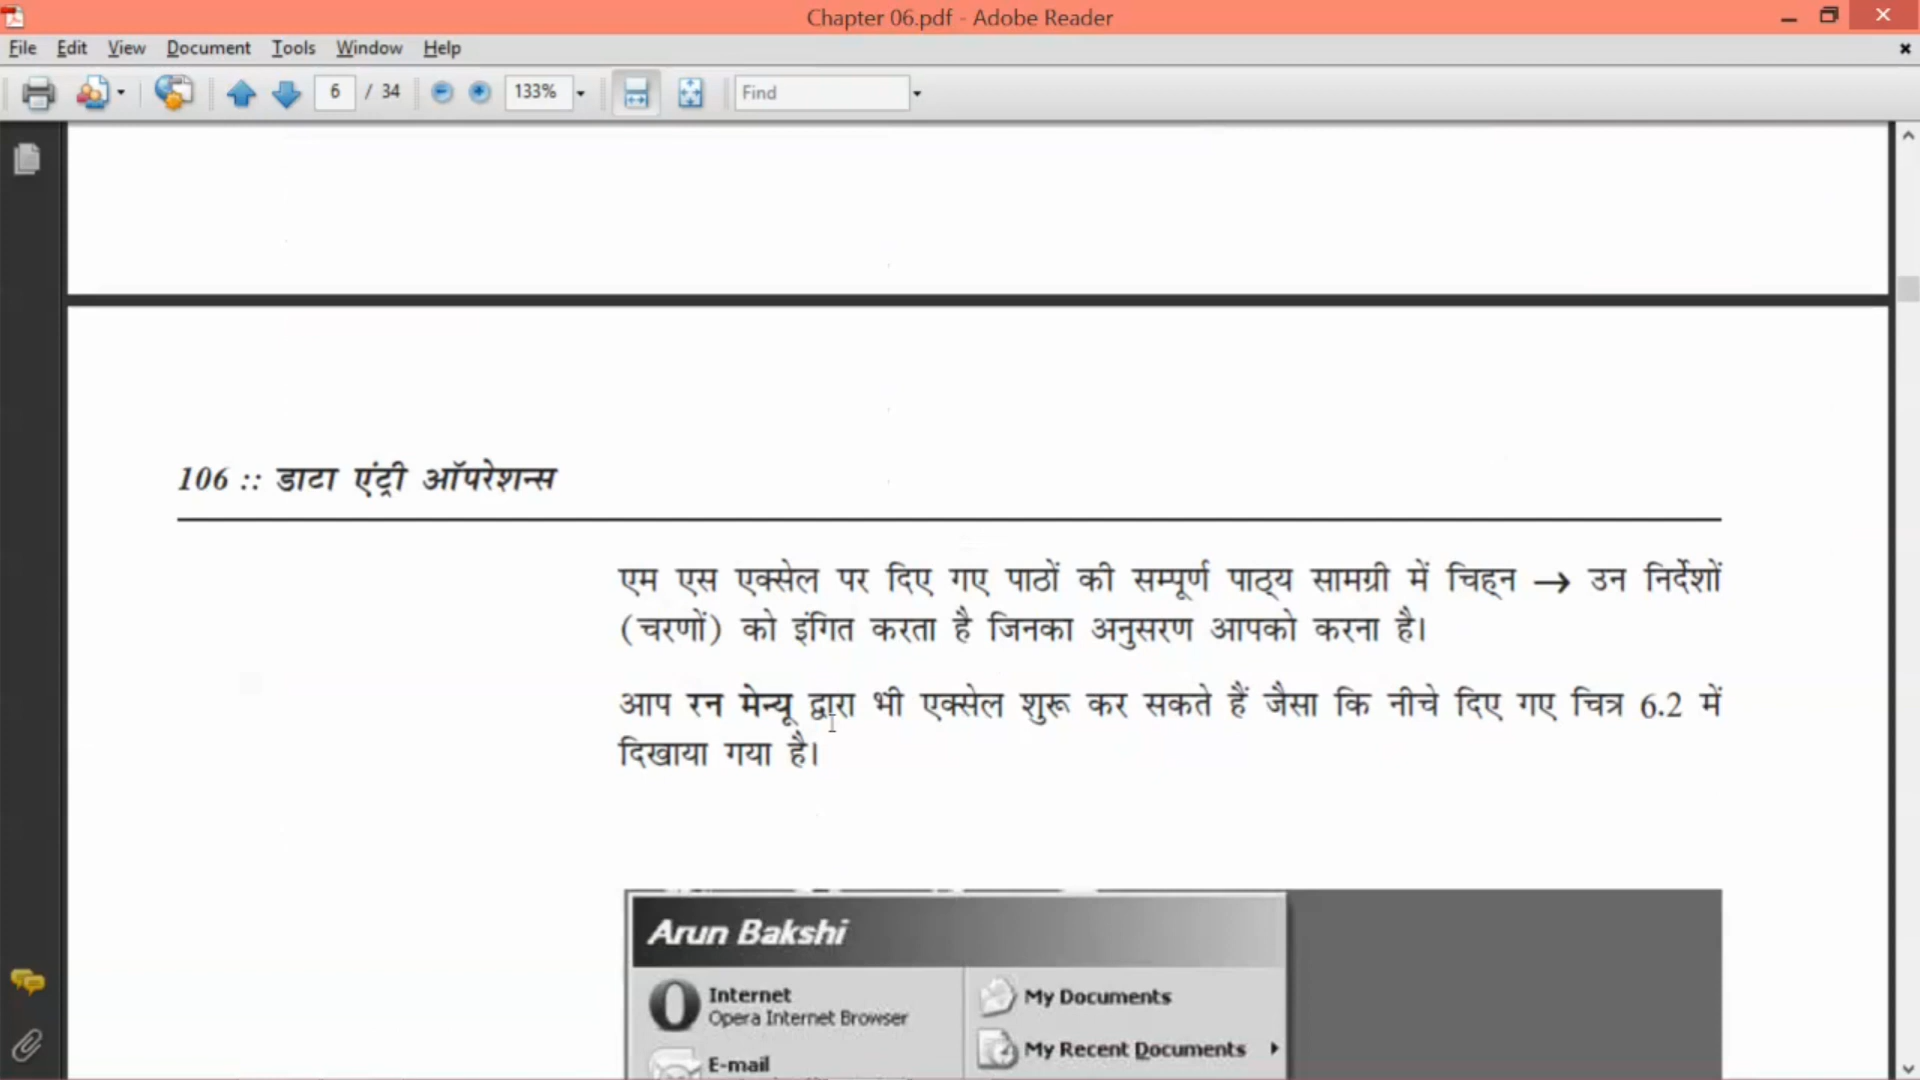 Chapter 06.pdf - Adobe Reader
File Edit View Document Tools Window Help
6 / 34 133% Find
106 :: डाटा एंट्री ऑपरेशन्स
एम एस एक्सेल पर दिए गए पाठों की सम्पूर्ण पाठ्य सामग्री में चिह्न → उन निर्देशों
(चरणों) को इंगित करता है जिनका अनुसरण आपको करना है।
आप रन मेन्यू द्वारा भी एक्सेल शुरू कर सकते हैं जैसा कि नीचे दिए गए चित्र 6.2 में
दिखाया गया है।
Arun Bakshi
Internet
Opera Internet Browser
E-mail
My Documents
My Recent Documents